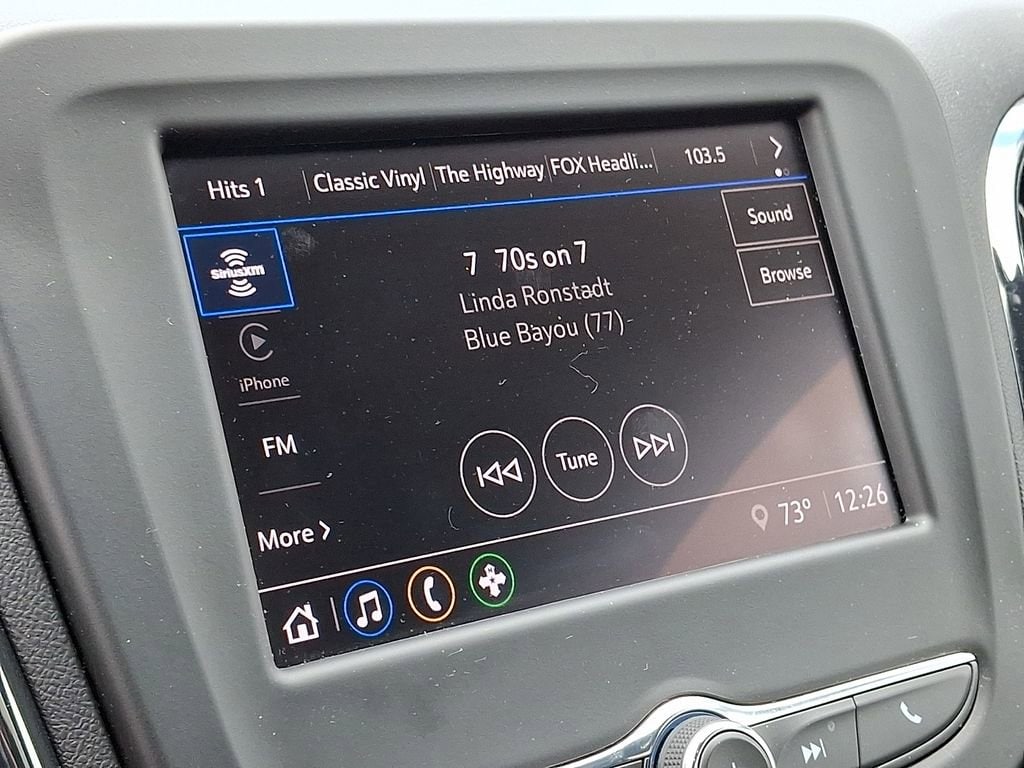 Hits 1 Classic Vinyl The Highway FOX Headli... 103.5
SiriusXM
7 70s on 7
Linda Ronstadt
Blue Bayou (77)
Sound
Browse
iPhone
FM
More
Tune
73° 12:26